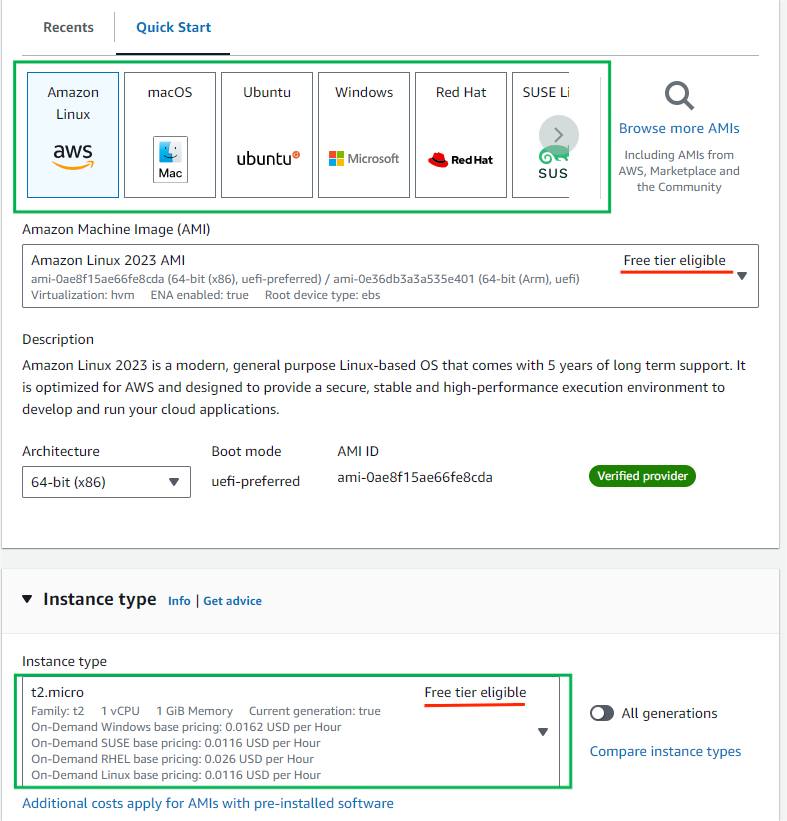 Recents
Quick Start
Amazon Linux
aws
macOS
Mac
Ubuntu
ubuntu
Windows
Microsoft
Red Hat
Red Hat
SUSE Li
SUS
Browse more AMIs
Including AMIs from
AWS, Marketplace and
the Community
Amazon Machine Image (AMI)
Amazon Linux 2023 AMI
Free tier eligible
ami-0ae8f15ae66fe8cda (64-bit (x86), uefi-preferred) / ami-0e36db3a3a535e401 (64-bit (Arm), uefi)
Virtualization: hvm ENA enabled: true Root device type: ebs
Description
Amazon Linux 2023 is a modern, general purpose Linux-based OS that comes with 5 years of long term support. It
is optimized for AWS and designed to provide a secure, stable and high-performance execution environment to
develop and run your cloud applications.
Architecture
Boot mode
AMI ID
64-bit (x86)
uefi-preferred
ami-0ae8f15ae66fe8cda
Verified provider
Instance type Info | Get advice
Instance type
t2.micro
Free tier eligible
Family: t2 1 vCPU 1 GiB Memory Current generation: true
On-Demand Windows base pricing: 0.0162 USD per Hour
On-Demand SUSE base pricing: 0.0116 USD per Hour
On-Demand RHEL base pricing: 0.026 USD per Hour
On-Demand Linux base pricing: 0.0116 USD per Hour
All generations
Compare instance types
Additional costs apply for AMIs with pre-installed software